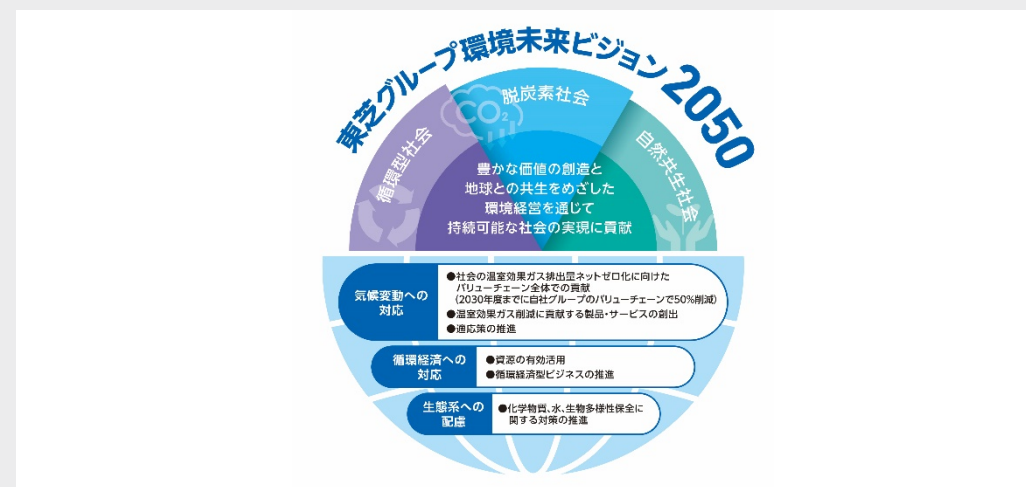 東芝グループ環境未来ビジョン2050
循環型社会
脱炭素社会
自然共生社会
CO2
豊かな価値の創造と
地球との共生をめざした
環境経営を通じて
持続可能な社会の実現に貢献
気候変動への
対応
●社会の温室効果ガス排出量ネットゼロ化に向けた
バリューチェーン全体での貢献
(2030年度までに自社グループのバリューチェーンで50%削減)
●温室効果ガス削減に貢献する製品・サービスの創出
●適応策の推進
循環経済への
対応
●資源の有効活用
●循環経済型ビジネスの推進
生態系への
配慮
●化学物質、水、生物多様性保全に
関する対策の推進